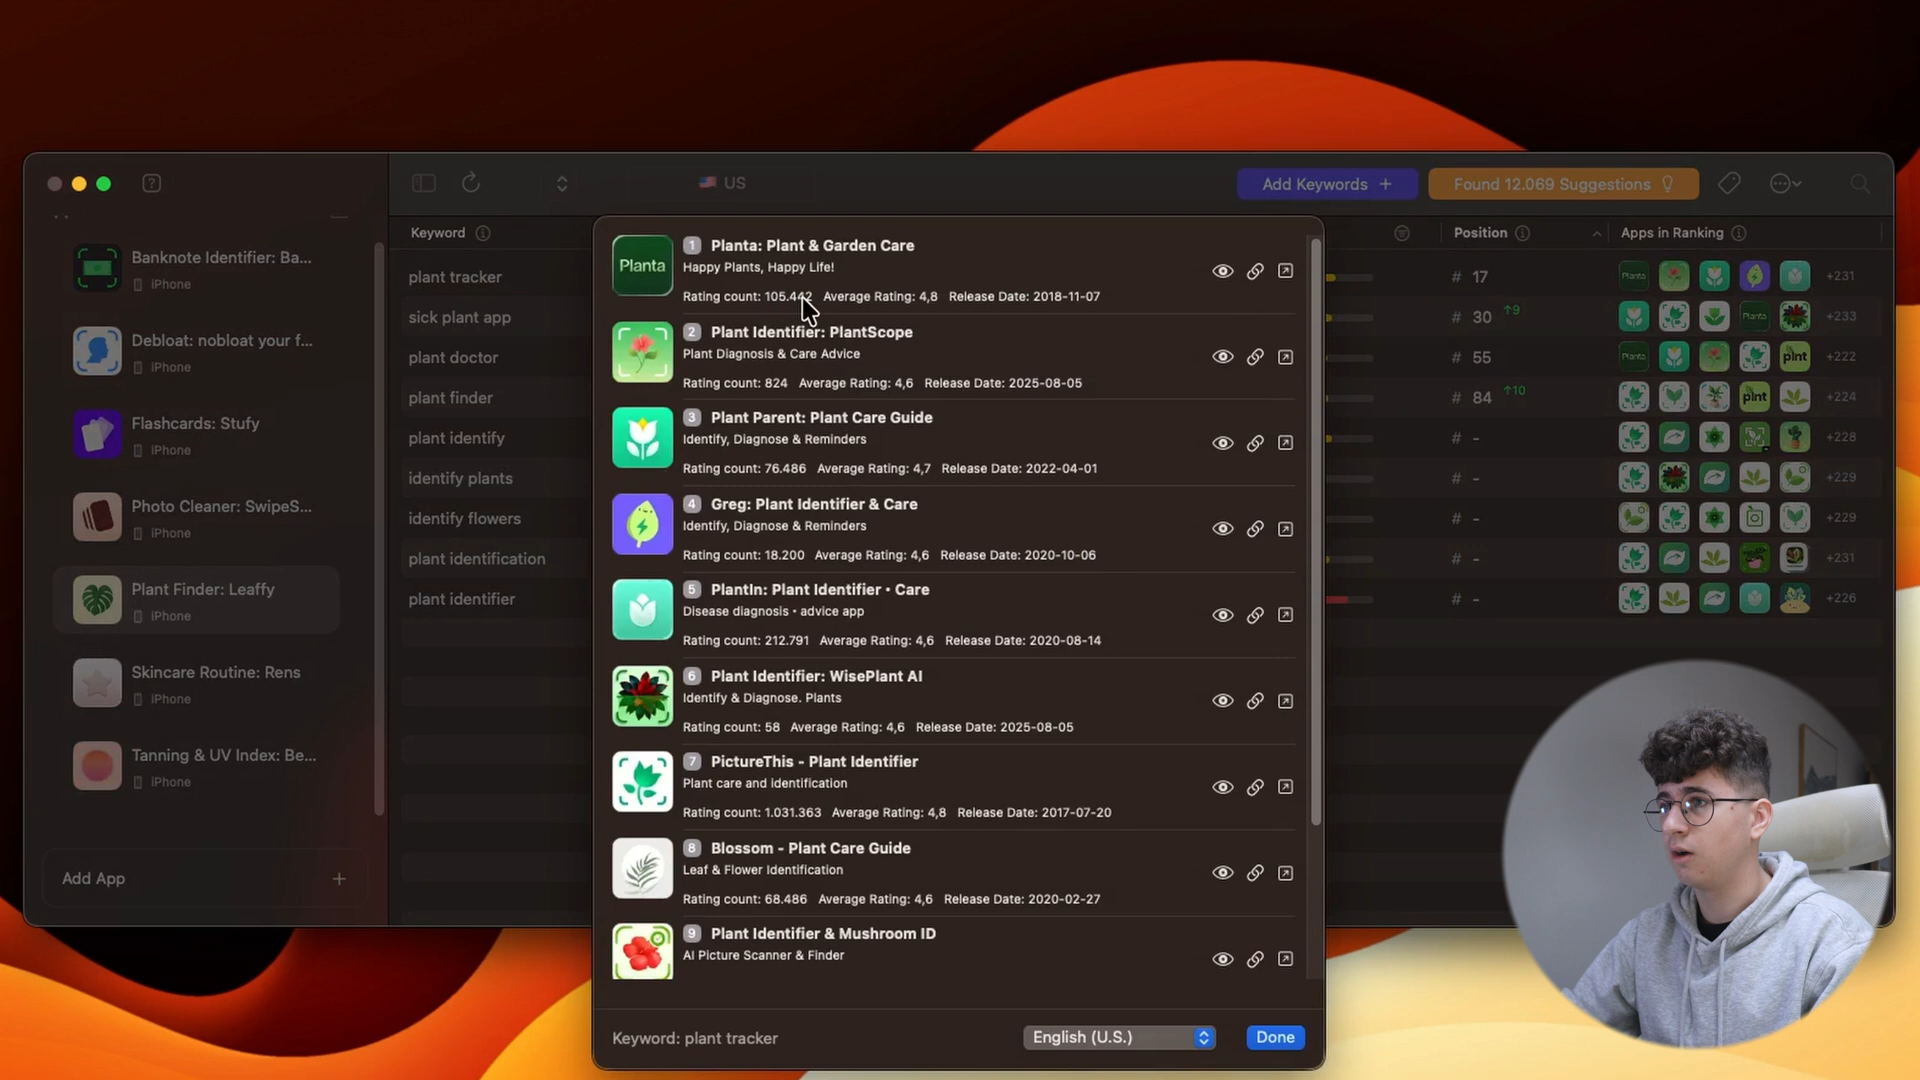 US
Add Keywords +
Found 12.069 Suggestions
Keyword
Position
Apps in Ranking
Banknote Identifier: Ba...
iPhone
Debloat: nobloat your f...
iPhone
Flashcards: Stufy
iPhone
Photo Cleaner: SwipeS...
iPhone
Plant Finder: Leaffy
iPhone
Skincare Routine: Rens
iPhone
Tanning & UV Index: Be...
iPhone
Add App +
plant tracker
sick plant app
plant doctor
plant finder
plant identify
identify plants
identify flowers
plant identification
plant identifier
Planta
1 Planta: Plant & Garden Care
Happy Plants, Happy Life!
Rating count: 105.442 Average Rating: 4,8 Release Date: 2018-11-07
2 Plant Identifier: PlantScope
Plant Diagnosis & Care Advice
Rating count: 824 Average Rating: 4,6 Release Date: 2025-08-05
3 Plant Parent: Plant Care Guide
Identify, Diagnose & Reminders
Rating count: 76.486 Average Rating: 4,7 Release Date: 2022-04-01
4 Greg: Plant Identifier & Care
Identify, Diagnose & Reminders
Rating count: 18.200 Average Rating: 4,6 Release Date: 2020-10-06
5 PlantIn: Plant Identifier • Care
Disease diagnosis • advice app
Rating count: 212.791 Average Rating: 4,6 Release Date: 2020-08-14
6 Plant Identifier: WisePlant AI
Identify & Diagnose. Plants
Rating count: 58 Average Rating: 4,6 Release Date: 2025-08-05
7 PictureThis - Plant Identifier
Plant care and identification
Rating count: 1.031.363 Average Rating: 4,8 Release Date: 2017-07-20
8 Blossom - Plant Care Guide
Leaf & Flower Identification
Rating count: 68.486 Average Rating: 4,6 Release Date: 2020-02-27
9 Plant Identifier & Mushroom ID
AI Picture Scanner & Finder
Keyword: plant tracker
English (U.S.)
Done
# 17 Planta +231
# 30 ↑9 Planta +233
# 55 Planta plnt +222
# 84 ↑10 plnt +224
# - +228
# - +229
# - +229
# - +231
# - +226